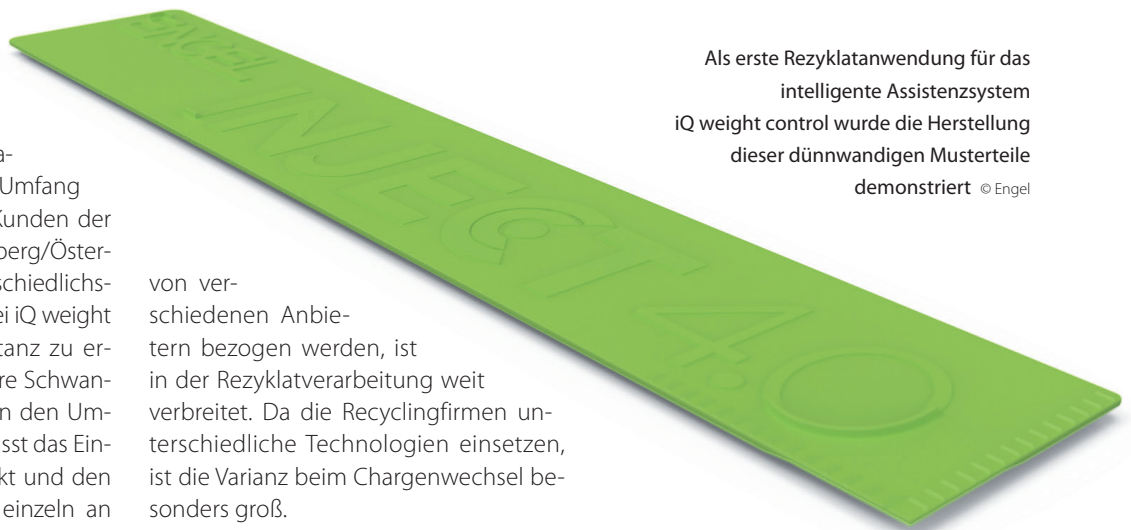 ENGEL
INJECT 4.0
Als erste Rezyklatanwendung für das
intelligente Assistenzsystem
iQ weight control wurde die Herstellung
dieser dünnwandigen Musterteile
demonstriert © Engel
a-
Umfang
Kunden der
berg/Öster-
schiedlichs-
ei iQ weight
tanz zu er-
re Schwan-
n den Um-
sst das Ein-
kt und den
einzeln an
von ver-
schiedenen Anbie-
tern bezogen werden, ist
in der Rezyklatverarbeitung weit
verbreitet. Da die Recyclingfirmen un-
terschiedliche Technologien einsetzen,
ist die Varianz beim Chargenwechsel be-
sonders groß.